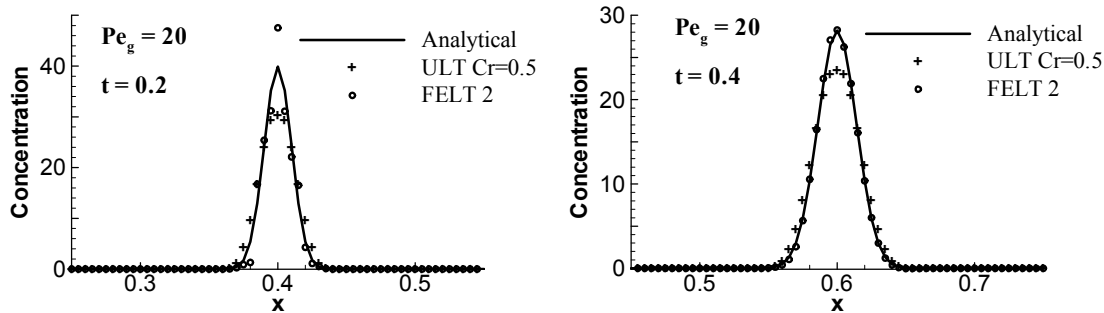 Pe_g = 20
t = 0.2
Analytical
ULT Cr=0.5
FELT 2
Concentration
40
20
0
0.3
0.4
0.5
x
Pe_g = 20
t = 0.4
Analytical
ULT Cr=0.5
FELT 2
Concentration
30
20
10
0
0.5
0.6
0.7
x